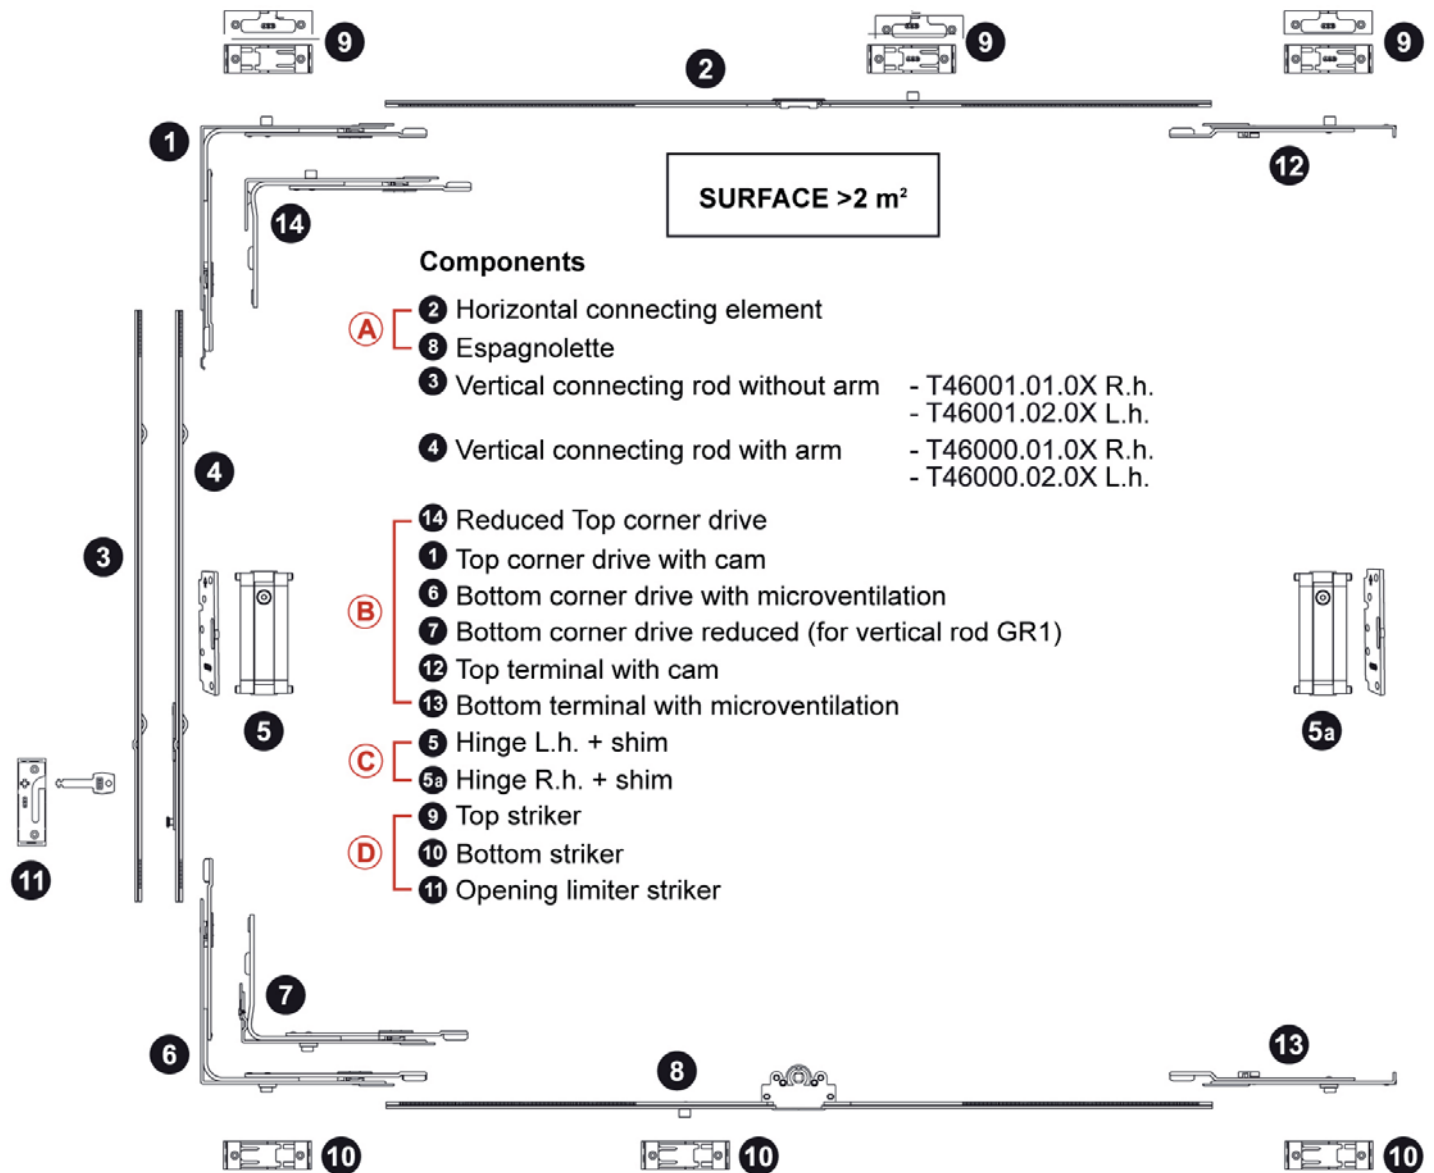 9
9
9
2
1
12
14
SURFACE >2 m²
Components
A
2 Horizontal connecting element
8 Espagnolette
3 Vertical connecting rod without arm - T46001.01.0X R.h.
- T46001.02.0X L.h.
4 Vertical connecting rod with arm - T46000.01.0X R.h.
- T46000.02.0X L.h.
4
3
B
14 Reduced Top corner drive
1 Top corner drive with cam
6 Bottom corner drive with microventilation
7 Bottom corner drive reduced (for vertical rod GR1)
12 Top terminal with cam
13 Bottom terminal with microventilation
5
5a
C
5 Hinge L.h. + shim
5a Hinge R.h. + shim
D
9 Top striker
10 Bottom striker
11 Opening limiter striker
11
7
6
8
13
10
10
10